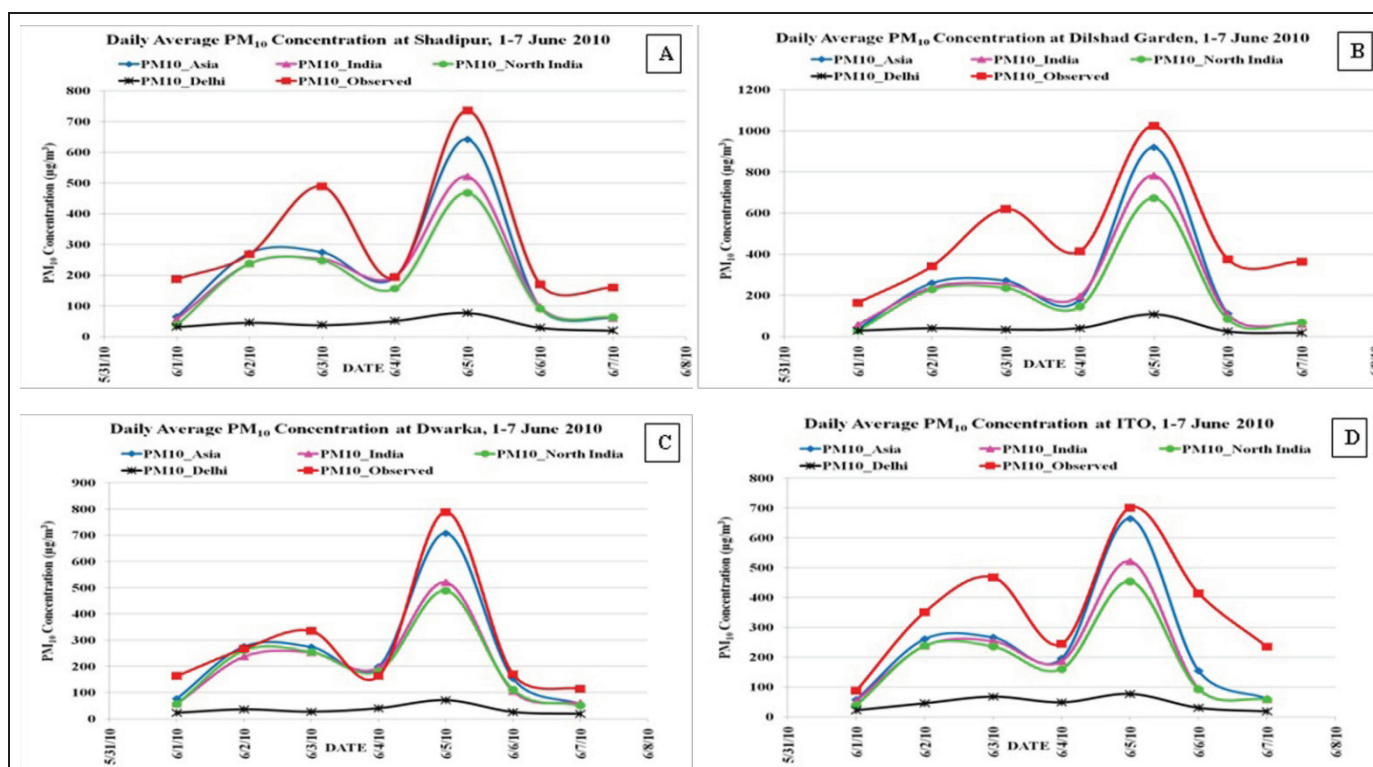 Daily Average PM₁₀ Concentration at Shadipur, 1-7 June 2010
A
PM10_Asia PM10_India PM10_North India
PM10_Delhi PM10_Observed
PM₁₀ Concentration (µg/m³)
800
700
600
500
400
300
200
100
0
5/31/10 6/1/10 6/2/10 6/3/10 6/4/10 6/5/10 6/6/10 6/7/10 6/8/10
DATE
Daily Average PM₁₀ Concentration at Dilshad Garden, 1-7 June 2010
B
PM10_Asia PM10_India PM10_North India
PM10_Delhi PM10_Observed
PM₁₀ Concentration (µg/m³)
1200
1000
800
600
400
200
0
5/31/10 6/1/10 6/2/10 6/3/10 6/4/10 6/5/10 6/6/10 6/7/10
DATE
Daily Average PM₁₀ Concentration at Dwarka, 1-7 June 2010
C
PM10_Asia PM10_India PM10_North India
PM10_Delhi PM10_Observed
PM₁₀ Concentration (µg/m³)
900
800
700
600
500
400
300
200
100
0
5/31/10 6/1/10 6/2/10 6/3/10 6/4/10 6/5/10 6/6/10 6/7/10 6/8/10
DATE
Daily Average PM₁₀ Concentration at ITO, 1-7 June 2010
D
PM10_Asia PM10_India PM10_North India
PM10_Delhi PM10_Observed
PM₁₀ Concentration (µg/m³)
800
700
600
500
400
300
200
100
0
5/31/10 6/1/10 6/2/10 6/3/10 6/4/10 6/5/10 6/6/10 6/7/10 6/8/10
DATE